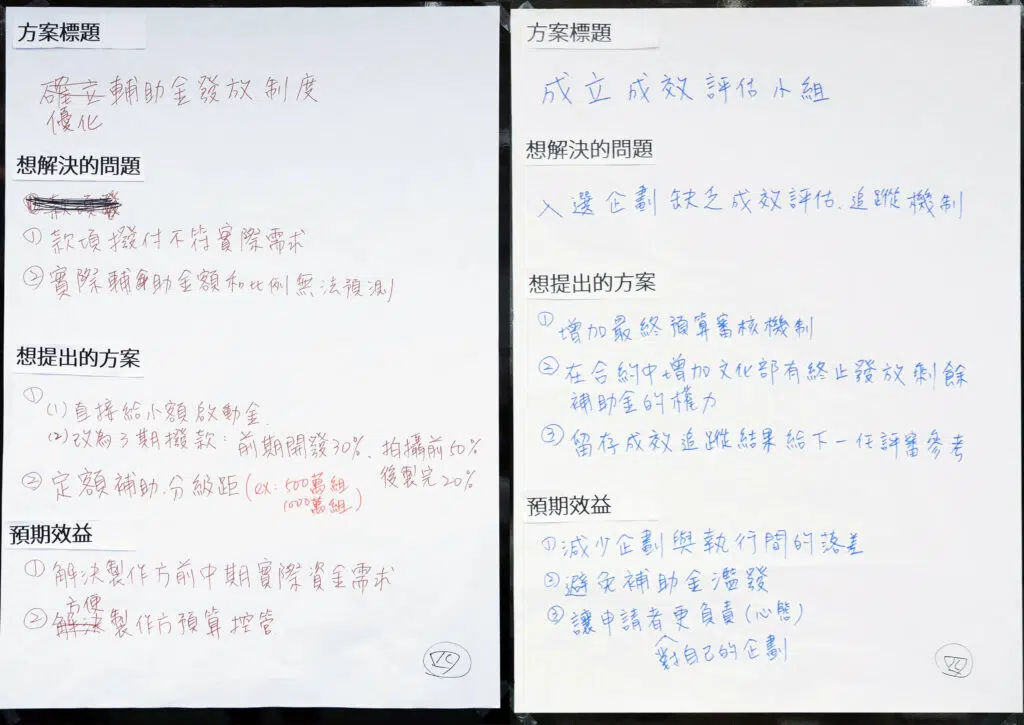 方案標題
確立輔助金發放制度
優化
想解決的問題
①款項撥付不符實際需求
②實際輔助金額和比例無法預測
想提出的方案
①
(1)直接給小額啟動金.
(2)改為3期撥款：前期開發30%、拍攝前50%
後製完20%
②定額補助.分級距(ex:500萬組
1000萬組)
預期效益
①解決製作方前中期實際資金需求
方便
②解決製作方預算控管
方案標題
成立成效評估小組
想解決的問題
入選企劃缺乏成效評估、追蹤機制
想提出的方案
①增加最終預算審核機制
②在合約中增加文化部有終止發放剩餘
補助金的權力
③留存成效追蹤結果給下一任評審參考
預期效益
①減少企劃與執行間的落差
②避免補助金濫發
③讓申請者更負責(心態)
對自己的企劃